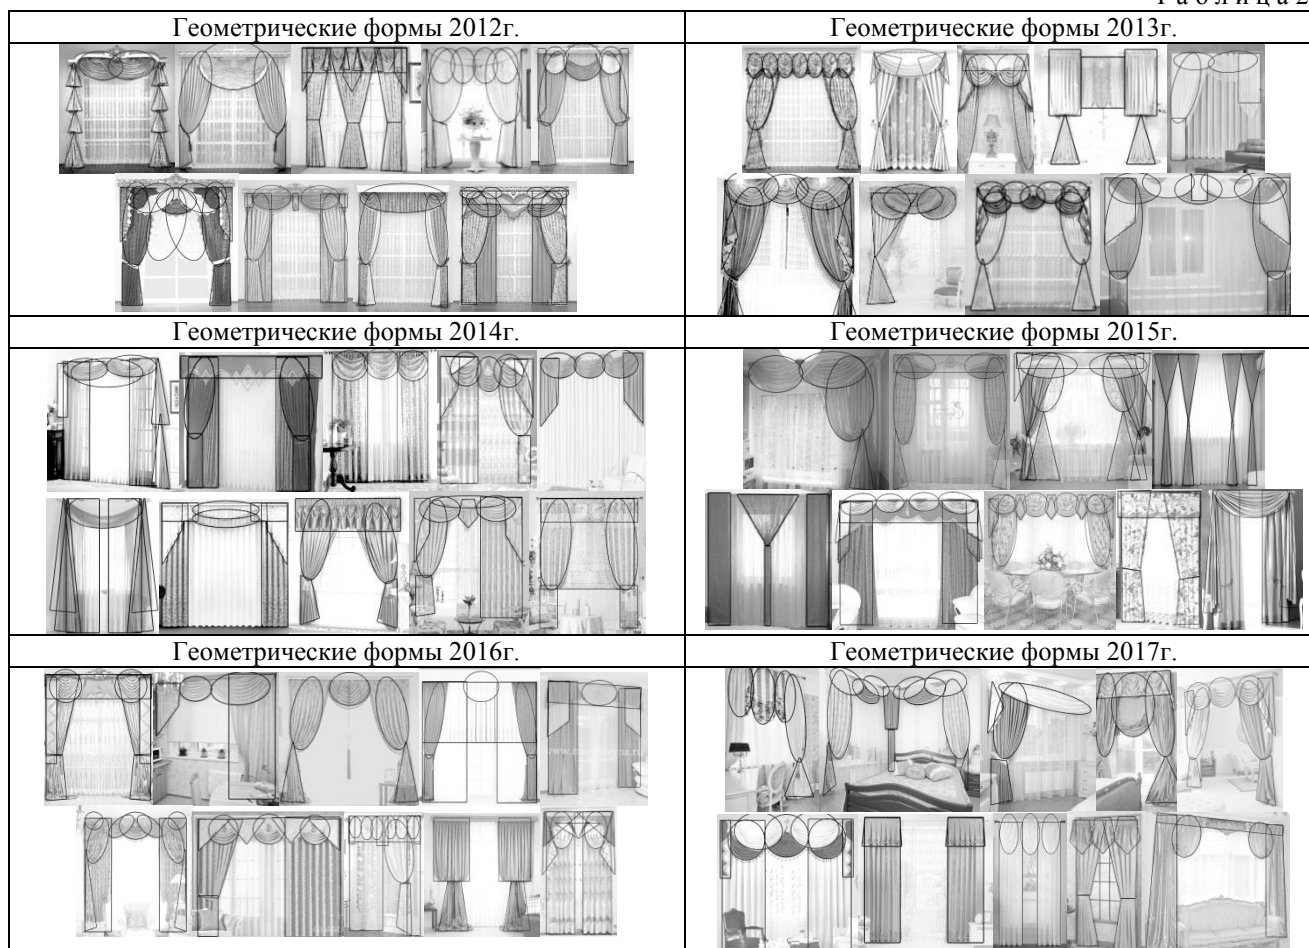 Т а б л и ц а 2
Геометрические формы 2012г.
Геометрические формы 2013г.
Геометрические формы 2014г.
Геометрические формы 2015г.
Геометрические формы 2016г.
Геометрические формы 2017г.